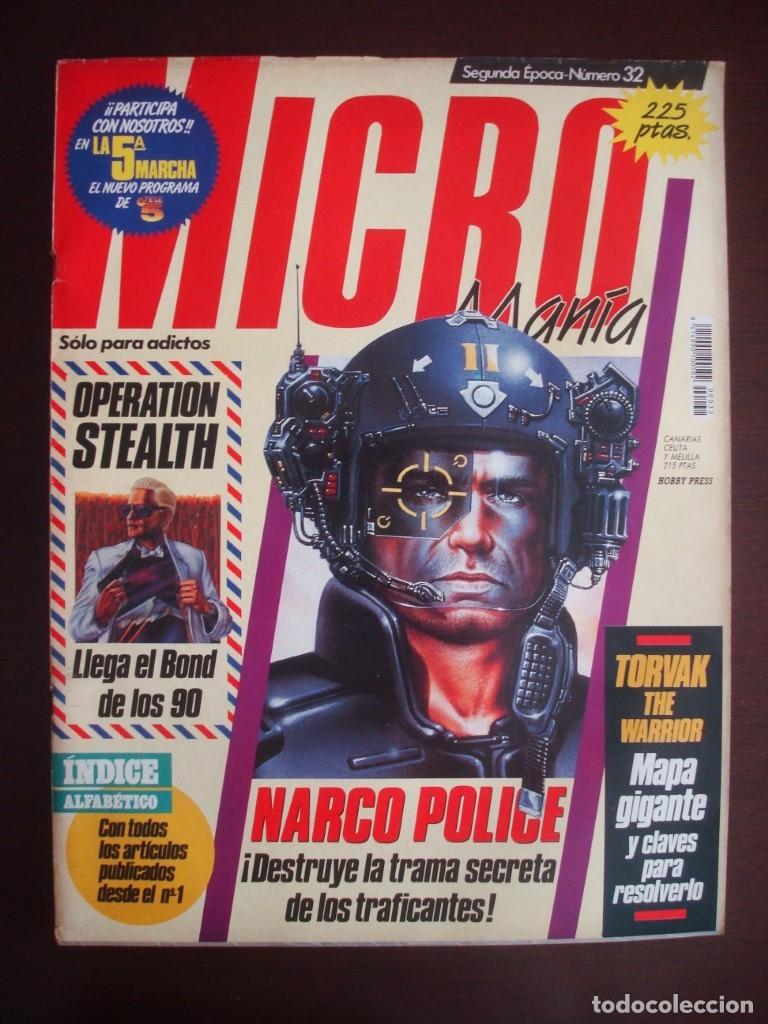 Segunda Época-Número 32
225
ptas.
¡¡PARTICIPA
CON NOSOTROS!!
EN LA 5ª
MARCHA
EL NUEVO PROGRAMA
DE TELE 5
MICRO
Manía
Sólo para adictos
OPERATION
STEALTH
Llega el Bond
de los 90
CANARIAS
CEUTA
Y MELILLA
215 PTAS.
HOBBY PRESS
TORVAK
THE
WARRIOR
Mapa
gigante
y claves
para
resolverlo
ÍNDICE
ALFABÉTICO
Con todos
los artículos
publicados
desde el nº1
NARCO POLICE
¡Destruye la trama secreta
de los traficantes!
todocoleccion